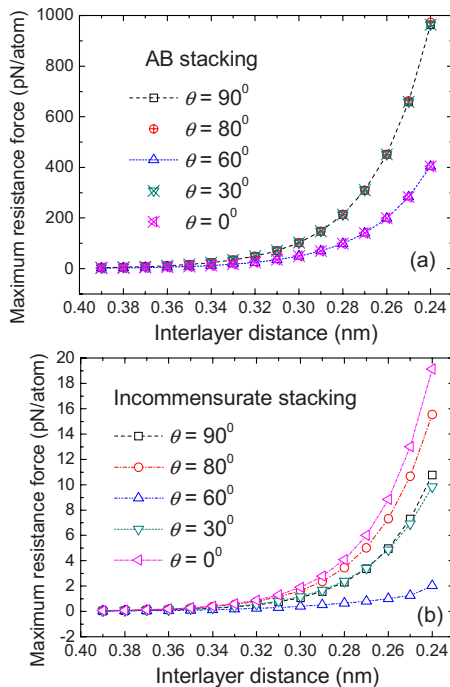 Maximum resistance force (pN/atom)
1000
800
600
400
200
0
AB stacking
θ = 90⁰
θ = 80⁰
θ = 60⁰
θ = 30⁰
θ = 0⁰
(a)
0.40 0.38 0.36 0.34 0.32 0.30 0.28 0.26 0.24
Interlayer distance (nm)
Maximum resistance force (pN/atom)
20
18
16
14
12
10
8
6
4
2
0
-2
Incommensurate stacking
θ = 90⁰
θ = 80⁰
θ = 60⁰
θ = 30⁰
θ = 0⁰
(b)
0.40 0.38 0.36 0.34 0.32 0.30 0.28 0.26 0.24
Interlayer distance (nm)